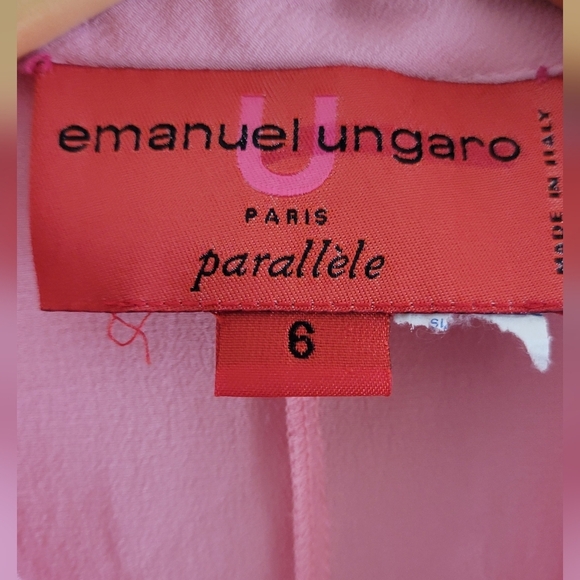 U
emanuel ungaro
PARIS
parallèle
MADE IN ITALY
6